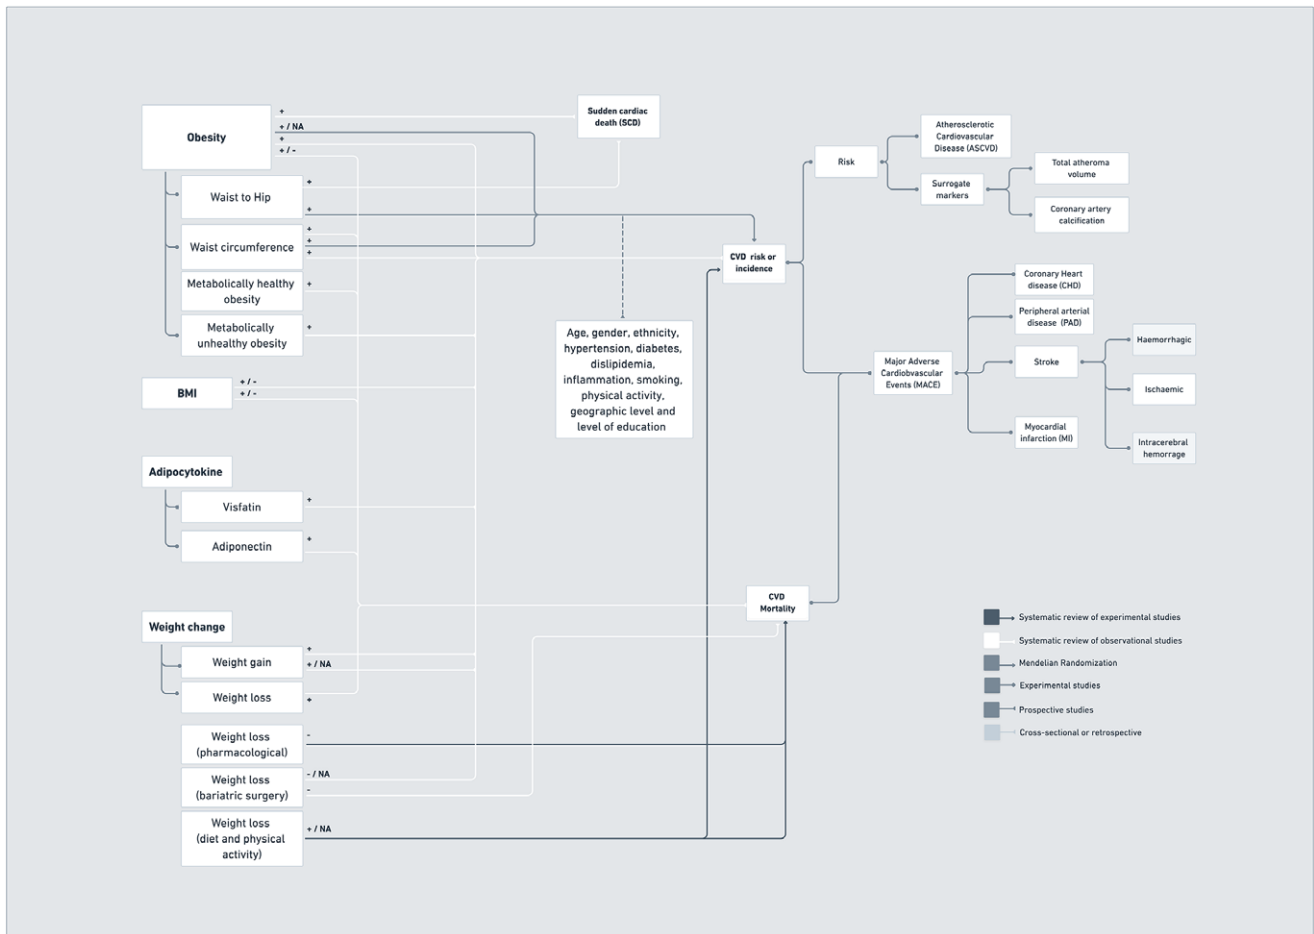 Obesity
+
+ / NA
+
+ / -
Waist to Hip
+
+
Waist circumference
+
+
+
Metabolically healthy
obesity
+
Metabolically
unhealthy obesity
+
BMI
+ / -
+ / -
Adipocytokine
Visfatin
+
Adiponectin
+
Weight change
Weight gain
+
+ / NA
Weight loss
+
Weight loss
(pharmacological)
-
Weight loss
(bariatric surgery)
- / NA
-
Weight loss
(diet and physical
activity)
+ / NA
Sudden cardiac
death (SCD)
Age, gender, ethnicity,
hypertension, diabetes,
dislipidemia,
inflammation, smoking,
physical activity,
geographic level and
level of education
CVD risk or
incidence
CVD
Mortality
Risk
Atherosclerotic
Cardiovascular
Disease (ASCVD)
Surrogate
markers
Total atheroma
volume
Coronary artery
calcification
Major Adverse
Cardiobvascular
Events (MACE)
Coronary Heart
disease (CHD)
Peripheral arterial
disease (PAD)
Stroke
Myocardial
infarction (MI)
Haemorrhagic
Ischaemic
Intracerebral
hemorrage
Systematic review of experimental studies
Systematic review of observational studies
Mendelian Randomization
Experimental studies
Prospective studies
Cross-sectional or retrospective